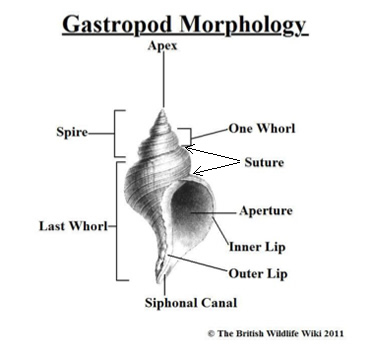 Gastropod Morphology
Apex
Spire
One Whorl
Suture
Last Whorl
Aperture
Inner Lip
Outer Lip
Siphonal Canal
© The British Wildlife Wiki 2011